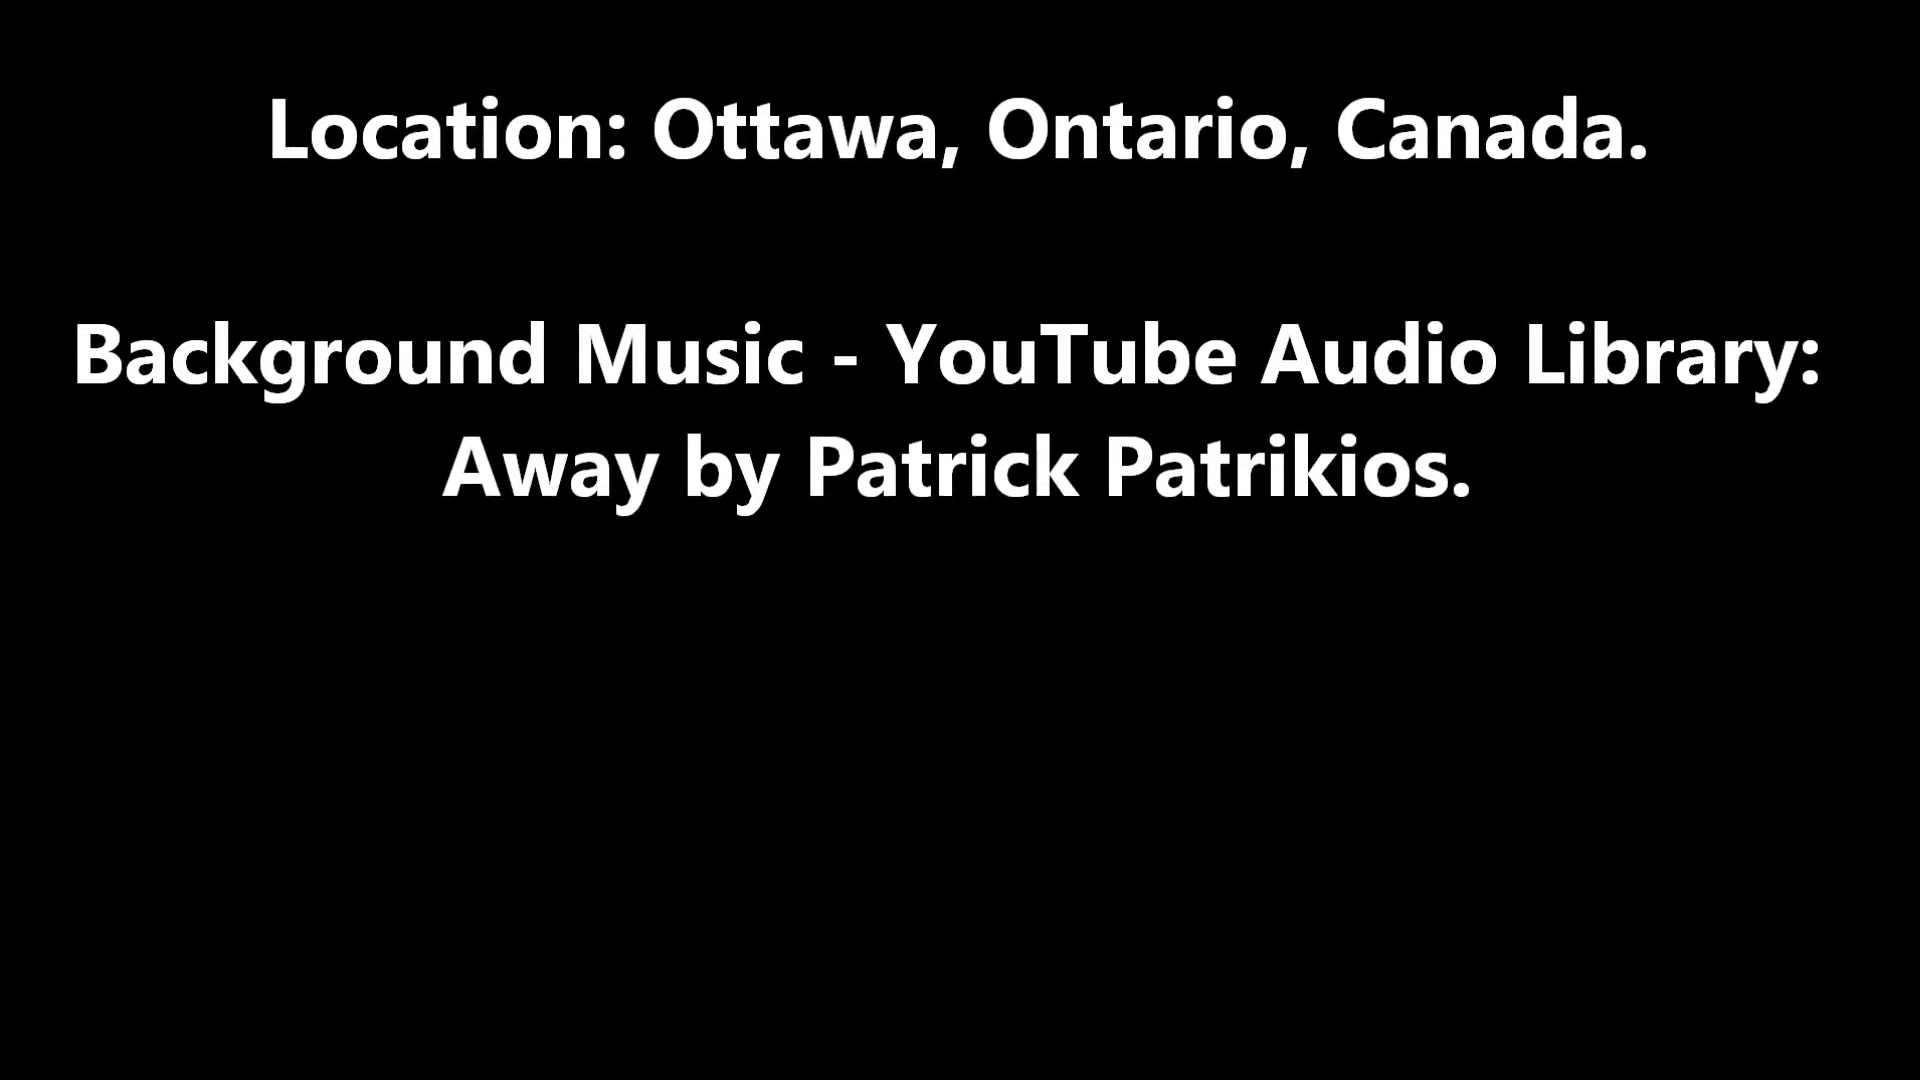 Location: Ottawa, Ontario, Canada.
Background Music - YouTube Audio Library:
Away by Patrick Patrikios.